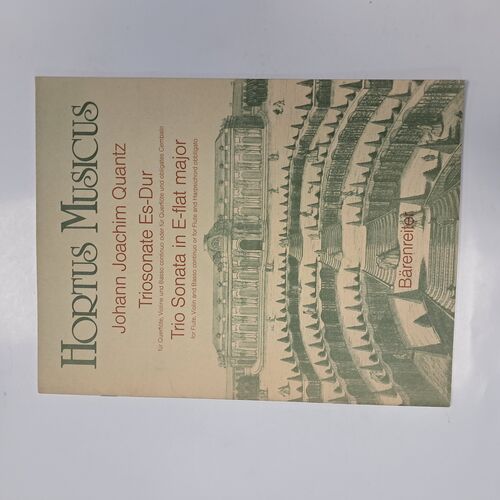 HORTUS MUSICUS
Johann Joachim Quantz
Triosonate Es-Dur
für Querflöte, Violine und Basso continuo oder für Querflöte und obligates Cembalo
Trio Sonata in E-flat major
for Flute, Violin and Basso continuo or for Flute and Harpsichord obbligato
Bärenreiter